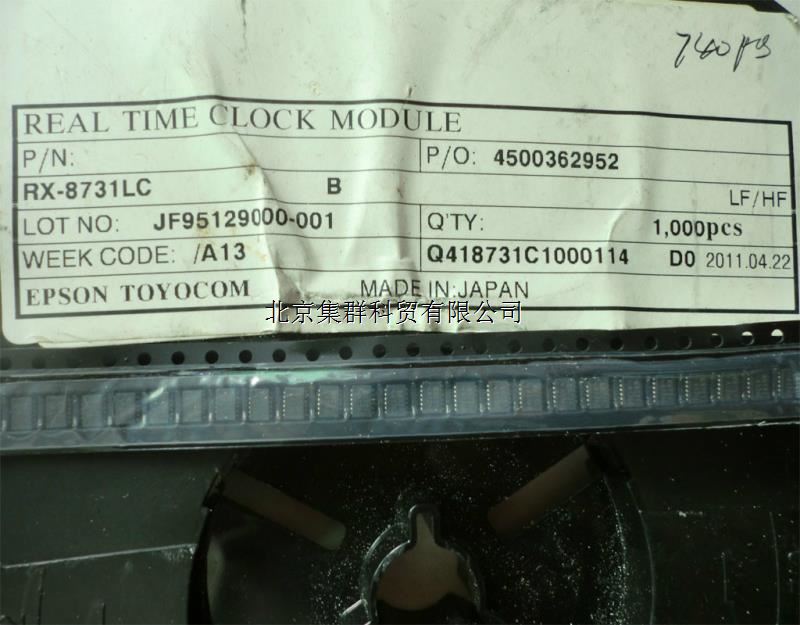 740 pcs
REAL TIME CLOCK MODULE
P/N:
P/O: 4500362952
RX-8731LC B
LF/HF
LOT NO: JF95129000-001
Q'TY: 1,000pcs
WEEK CODE: /A13
Q418731C1000114 D0 2011.04.22
EPSON TOYOCOM MADE IN:JAPAN
北京集群科贸有限公司